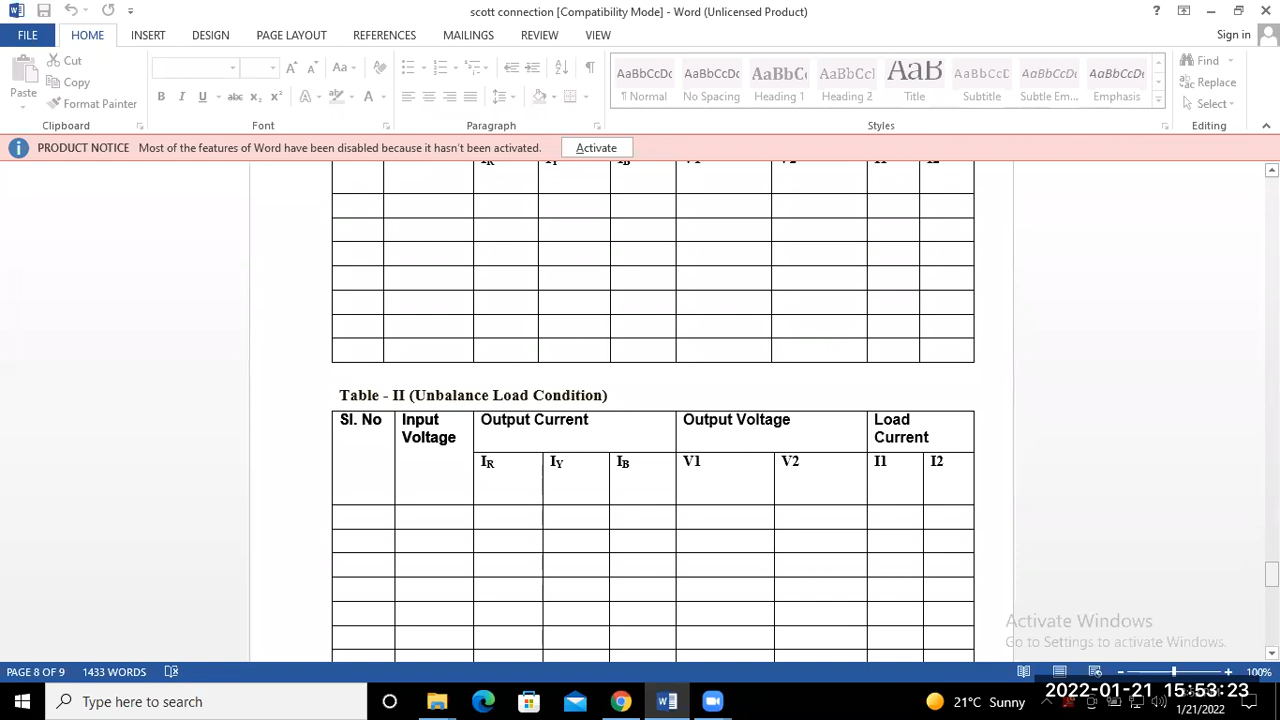 scott connection [Compatibility Mode] - Word (Unlicensed Product)
FILE HOME INSERT DESIGN PAGE LAYOUT REFERENCES MAILINGS REVIEW VIEW Sign in
Paste
Cut
Copy
Format Painter
Clipboard
B I U abc X₂ X² A A
Aa
Font
Paragraph
AaBbCcDc AaBbCcDc AaBbCc AaBbCcl AaB AaBbCcD AaBbCcDc AaBbCcDc
¶ Normal No Spacing Heading 1 Heading 2 Title Subtitle Subtle Em... Emphasis
Styles
Find
Replace
Select
Editing
PRODUCT NOTICE Most of the features of Word have been disabled because it hasn't been activated. Activate
Table - II (Unbalance Load Condition)
Sl. No Input Voltage Output Current Output Voltage Load Current
IR IY IB V1 V2 I1 I2
Activate Windows
Go to Settings to activate Windows.
PAGE 8 OF 9 1433 WORDS 100%
Type here to search
21°C Sunny
2022-01-21 15:53:23
1/21/2022